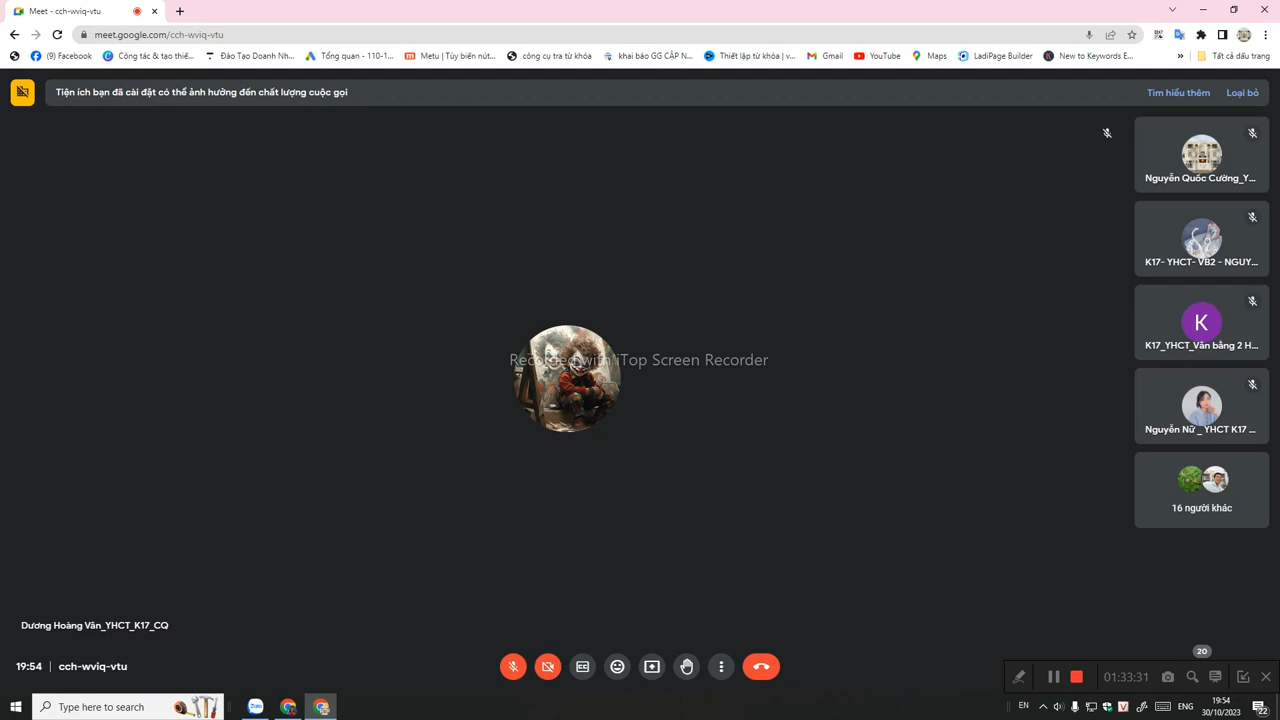 Meet - cch-wviq-vtu
meet.google.com/cch-wviq-vtu
(9) Facebook
Công tác & tạo thiế...
Đào Tạo Doanh Nh...
Tổng quan - 110-1...
Metu | Tùy biến nút...
công cụ tra từ khóa
khai báo GG CẶP N...
Thiết lập từ khóa | v...
YouTube
Maps
Gmail
LadiPage Builder
New to Keywords E...
»
Tất cả dấu trang
Tiện ích bạn đã cài đặt có thể ảnh hưởng đến chất lượng cuộc gọi
Tìm hiểu thêm
Loại bỏ
Nguyễn Quốc Cường_Y...
K17- YHCT- VB2 - NGUY...
K
K17_YHCT_Văn bằng 2 H...
Nguyễn Nữ _ YHCT K17 ...
16 người khác
Recorded with iTop Screen Recorder
Dương Hoàng Vân_YHCT_K17_CQ
19:54 | cch-wviq-vtu
20
01:33:31
Type here to search
Zalo
EN
ENG
19:54
30/10/2023
22